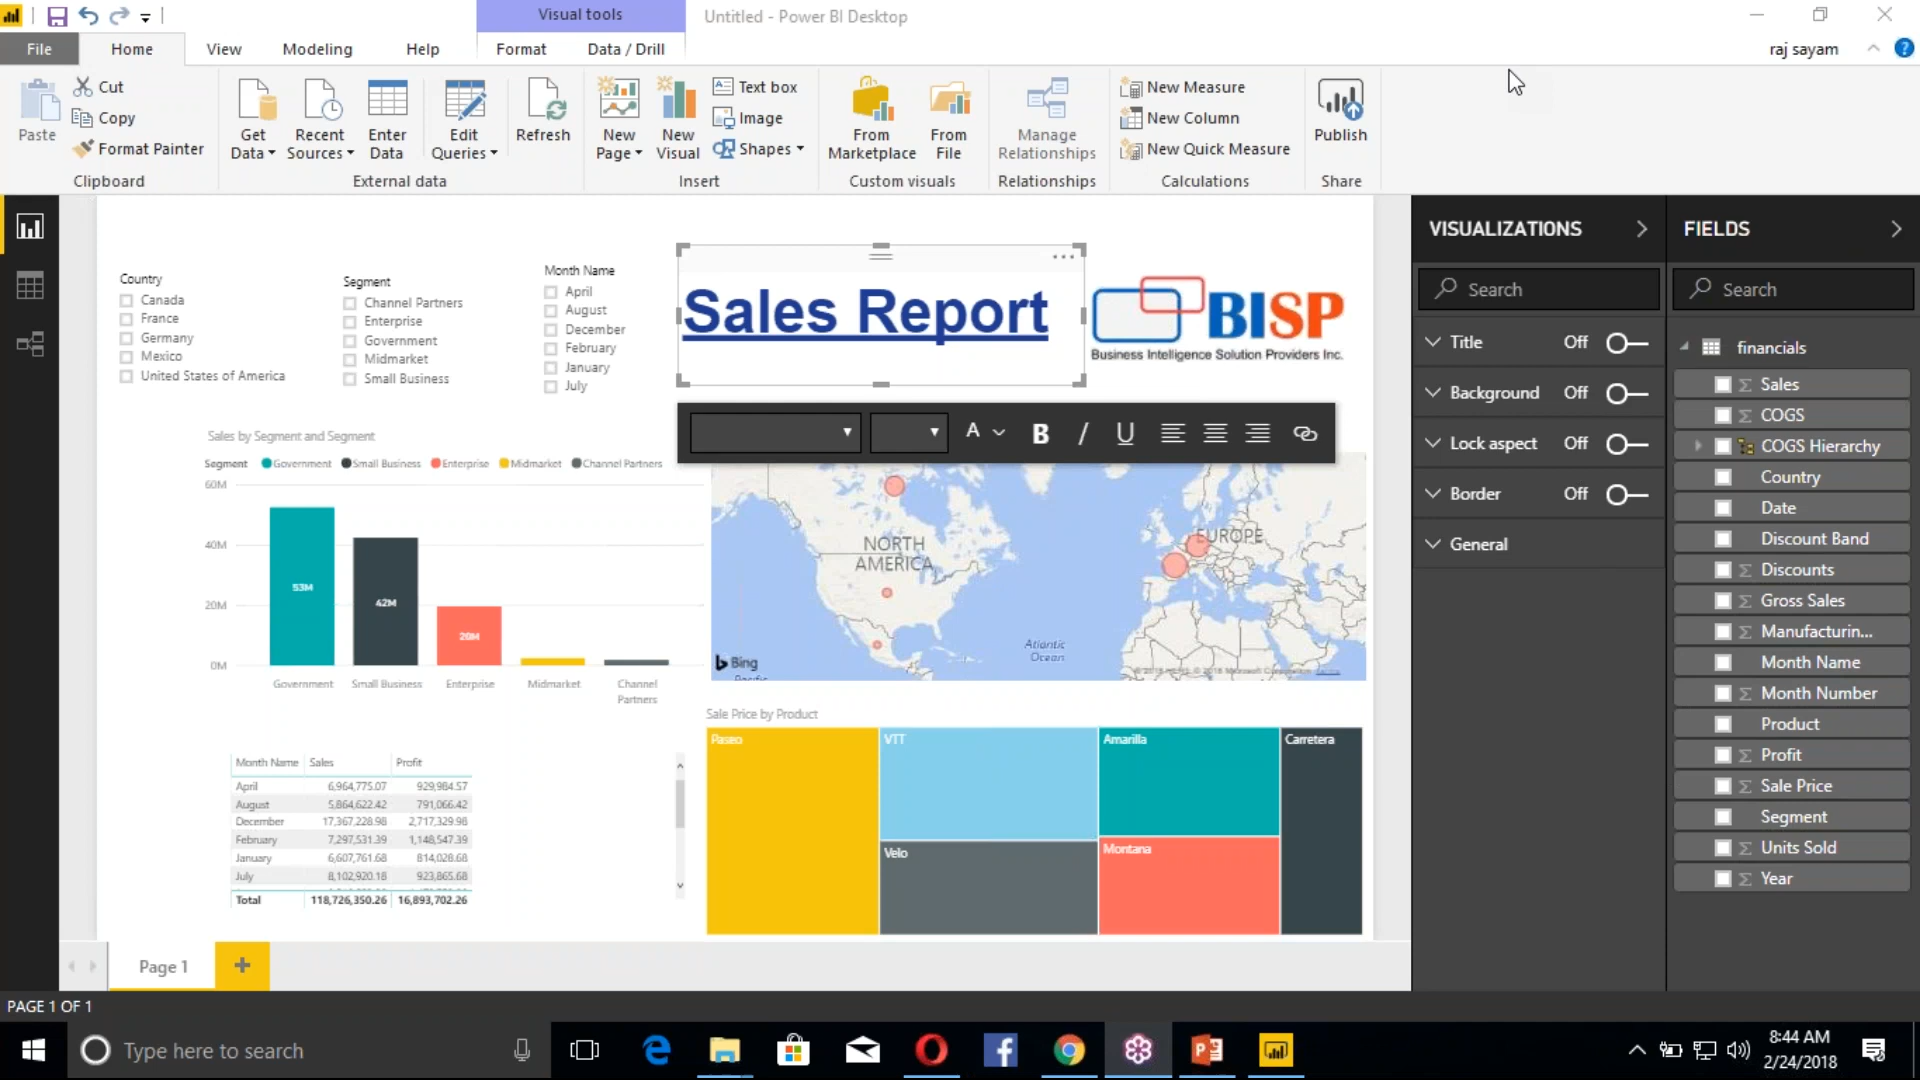 Visual tools
Untitled - Power BI Desktop
File
Home
View
Modeling
Help
Format
Data / Drill
raj sayam
Paste
Cut
Copy
Format Painter
Clipboard
Get Data
Recent Sources
Enter Data
Edit Queries
Refresh
External data
New Page
New Visual
Text box
Image
Shapes
Insert
From Marketplace
From File
Custom visuals
Manage Relationships
Relationships
New Measure
New Column
New Quick Measure
Calculations
Publish
Share
Country
Canada
France
Germany
Mexico
United States of America
Segment
Channel Partners
Enterprise
Government
Midmarket
Small Business
Month Name
April
August
December
February
January
July
Sales Report
BISP
Business Intelligence Solution Providers Inc.
A B / U
Sales by Segment and Segment
Segment Government Small Business Enterprise Midmarket Channel Partners
60M
40M
20M
0M
53M
42M
20M
Government
Small Business
Enterprise
Midmarket
Channel Partners
NORTH AMERICA
EUROPE
Atlantic Ocean
Bing
Sale Price by Product
Paseo
VTT
Velo
Amarilla
Montana
Carretera
Month Name Sales Profit
April 6,964,775.07 929,984.57
August 5,864,622.42 791,066.42
December 17,367,228.98 2,717,329.98
February 7,297,531.39 1,148,547.39
January 6,607,761.68 814,028.68
July 8,102,920.18 923,865.68
Total 118,726,350.26 16,893,702.26
VISUALIZATIONS
Search
Title Off
Background Off
Lock aspect Off
Border Off
General
FIELDS
Search
financials
Sales
COGS
COGS Hierarchy
Country
Date
Discount Band
Discounts
Gross Sales
Manufacturin...
Month Name
Month Number
Product
Profit
Sale Price
Segment
Units Sold
Year
Page 1
PAGE 1 OF 1
Type here to search
8:44 AM
2/24/2018